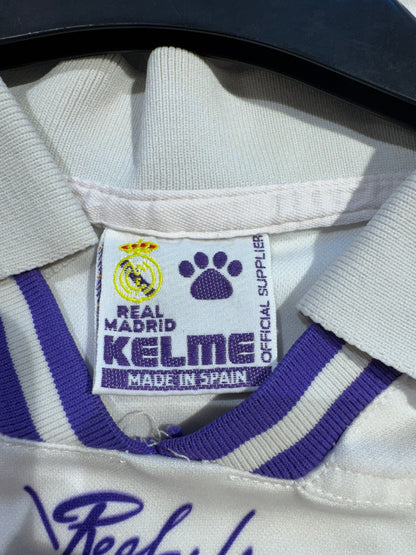 REAL
MADRID
OFFICIAL SUPPLIER
KELME
MADE IN SPAIN